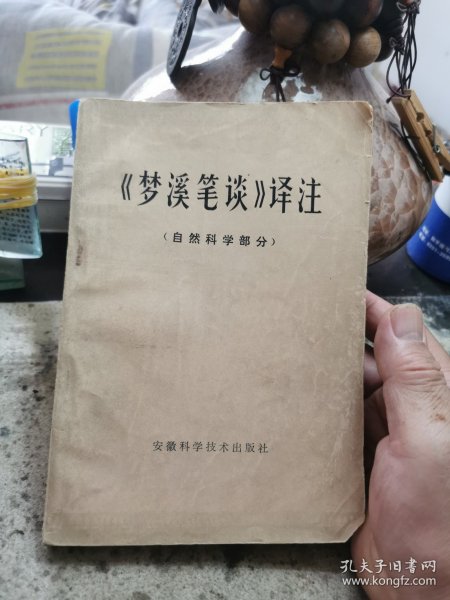 《梦溪笔谈》译注
（自然科学部分）
安徽科学技术出版社
孔夫子旧书网
www.kongfz.com